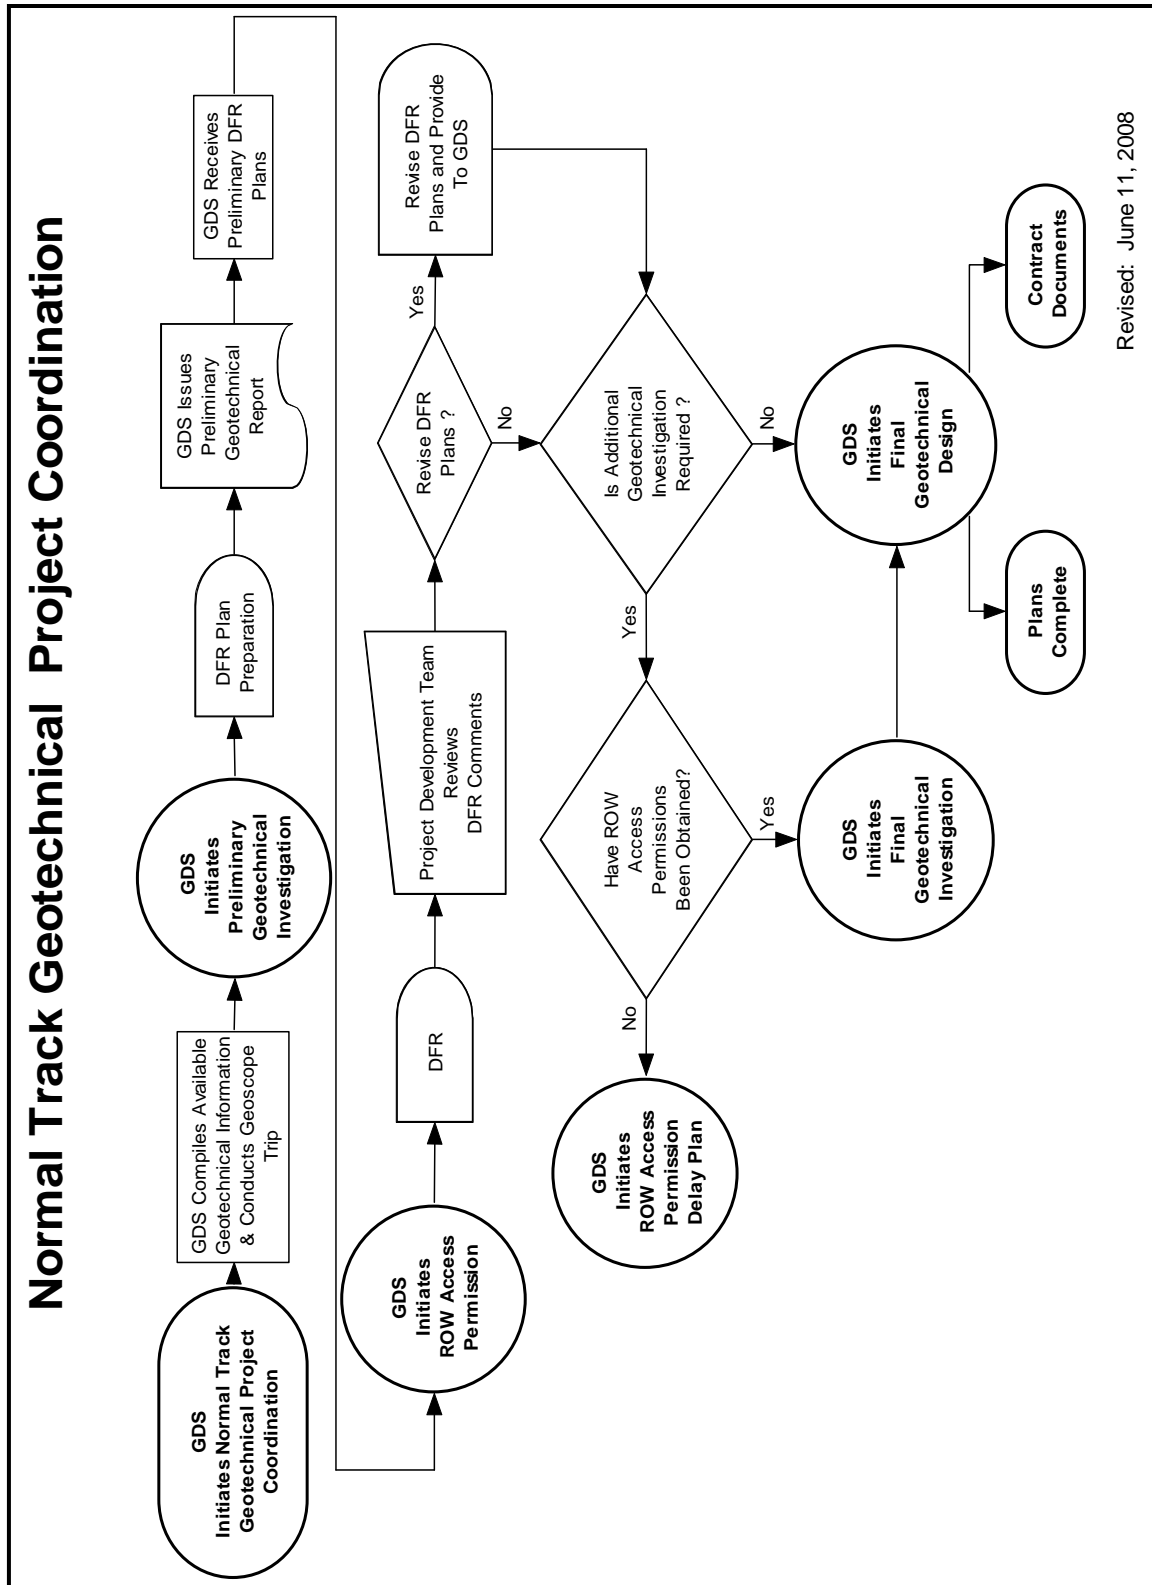 Normal Track Geotechnical Project Coordination
GDS
Initiates Normal Track
Geotechnical Project
Coordination
GDS Compiles Available
Geotechnical Information
& Conducts Geoscope
Trip
GDS
Initiates
Preliminary
Geotechnical
Investigation
DFR Plan
Preparation
GDS Issues
Preliminary
Geotechnical
Report
GDS Receives
Preliminary DFR
Plans
GDS
Initiates
ROW Access
Permission
DFR
Project Development Team
Reviews
DFR Comments
Revise DFR
Plans ?
Yes
No
Revise DFR
Plans and Provide
To GDS
Is Additional
Geotechnical
Investigation
Required ?
Yes
No
Have ROW
Access
Permissions
Been Obtained?
No
Yes
GDS
Initiates
ROW Access
Permission
Delay Plan
GDS
Initiates
Final
Geotechnical
Investigation
GDS
Initiates
Final
Geotechnical
Design
Plans
Complete
Contract
Documents
Revised: June 11, 2008